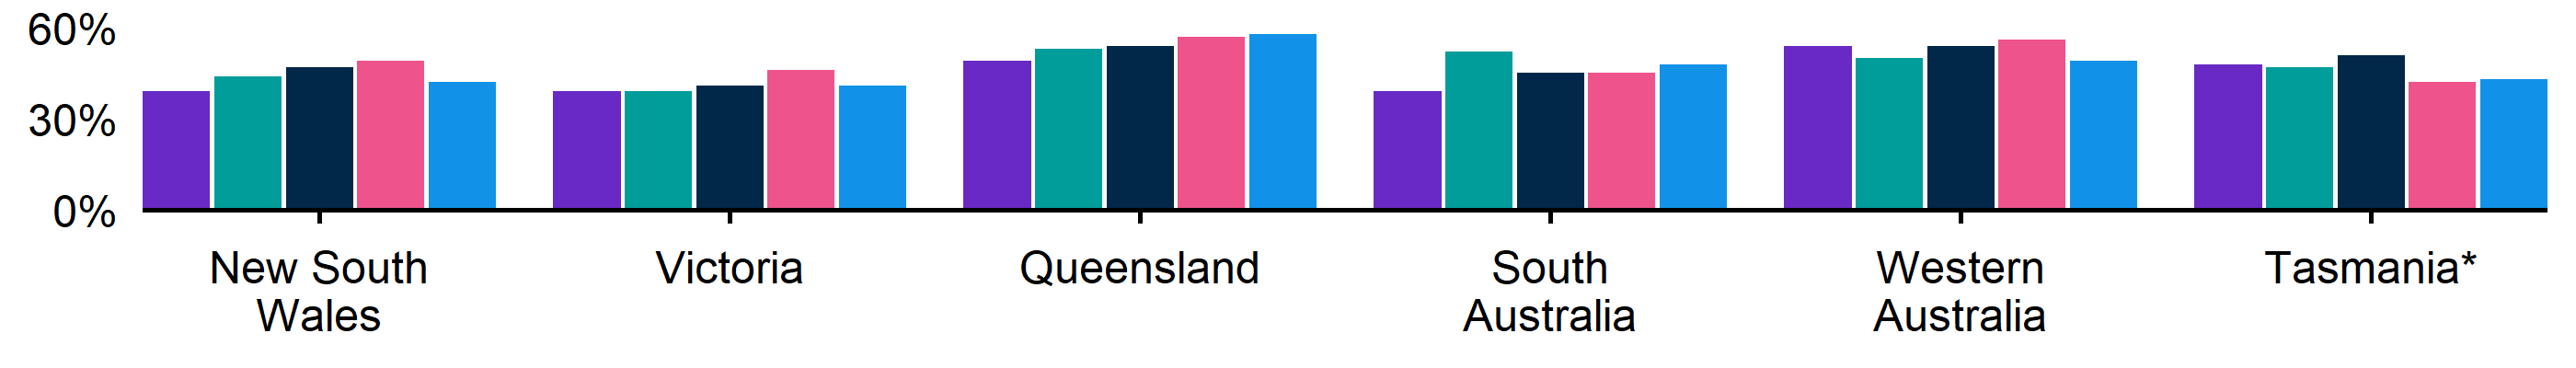 60%
30%
0%
New South
Wales
Victoria
Queensland
South
Australia
Western
Australia
Tasmania*